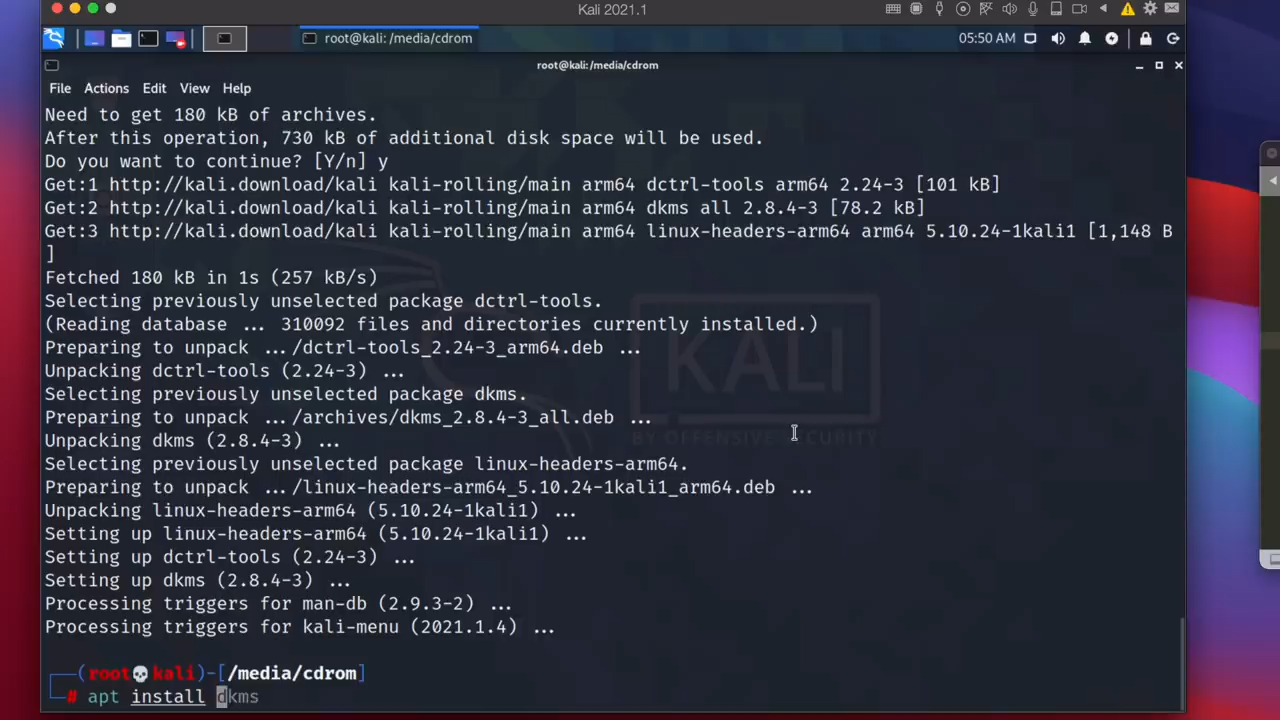 Kali 2021.1
root@kali: /media/cdrom
05:50 AM
root@kali:/media/cdrom
File Actions Edit View Help
Need to get 180 kB of archives.
After this operation, 730 kB of additional disk space will be used.
Do you want to continue? [Y/n] y
Get:1 http://kali.download/kali kali-rolling/main arm64 dctrl-tools arm64 2.24-3 [101 kB]
Get:2 http://kali.download/kali kali-rolling/main arm64 dkms all 2.8.4-3 [78.2 kB]
Get:3 http://kali.download/kali kali-rolling/main arm64 linux-headers-arm64 arm64 5.10.24-1kali1 [1,148 B
]
Fetched 180 kB in 1s (257 kB/s)
Selecting previously unselected package dctrl-tools.
(Reading database ... 310092 files and directories currently installed.)
Preparing to unpack .../dctrl-tools_2.24-3_arm64.deb ...
Unpacking dctrl-tools (2.24-3) ...
Selecting previously unselected package dkms.
Preparing to unpack .../archives/dkms_2.8.4-3_all.deb ...
Unpacking dkms (2.8.4-3) ...
Selecting previously unselected package linux-headers-arm64.
Preparing to unpack .../linux-headers-arm64_5.10.24-1kali1_arm64.deb ...
Unpacking linux-headers-arm64 (5.10.24-1kali1) ...
Setting up linux-headers-arm64 (5.10.24-1kali1) ...
Setting up dctrl-tools (2.24-3) ...
Setting up dkms (2.8.4-3) ...
Processing triggers for man-db (2.9.3-2) ...
Processing triggers for kali-menu (2021.1.4) ...
KALI
BY OFFENSIVE SECURITY
┌──(root💀kali)-[/media/cdrom]
└─# apt install dkms